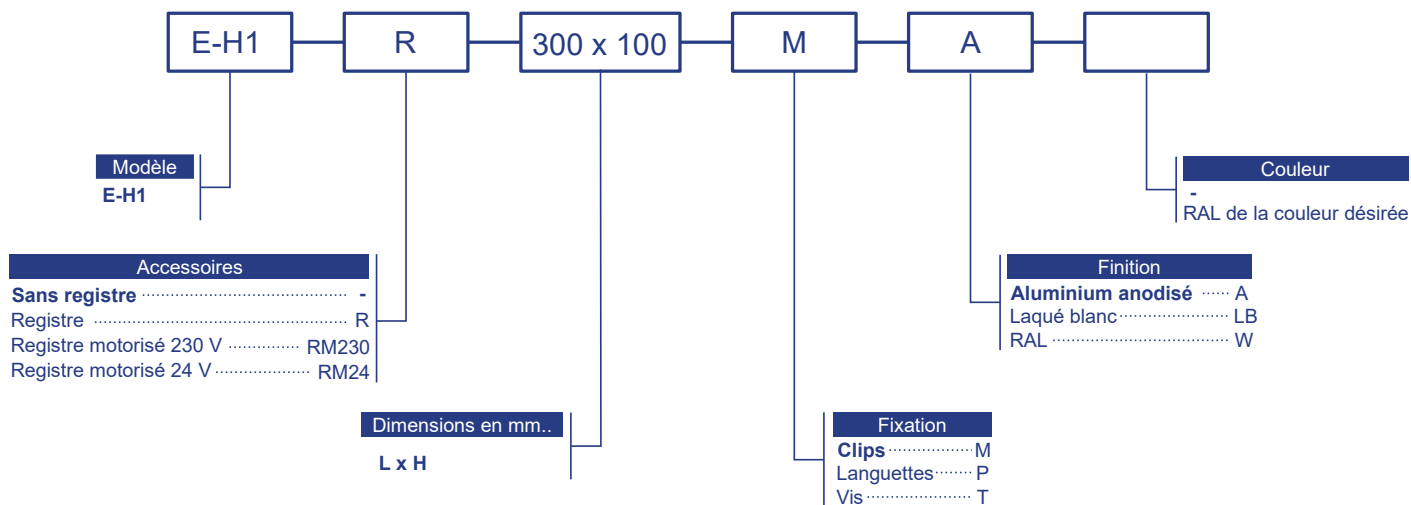 E-H1 R 300 x 100 M A
Modèle
E-H1
Couleur
-
RAL de la couleur désirée
Accessoires
Sans registre -
Registre R
Registre motorisé 230 V RM230
Registre motorisé 24 V RM24
Finition
Aluminium anodisé A
Laqué blanc LB
RAL W
Dimensions en mm..
L x H
Fixation
Clips M
Languettes P
Vis T